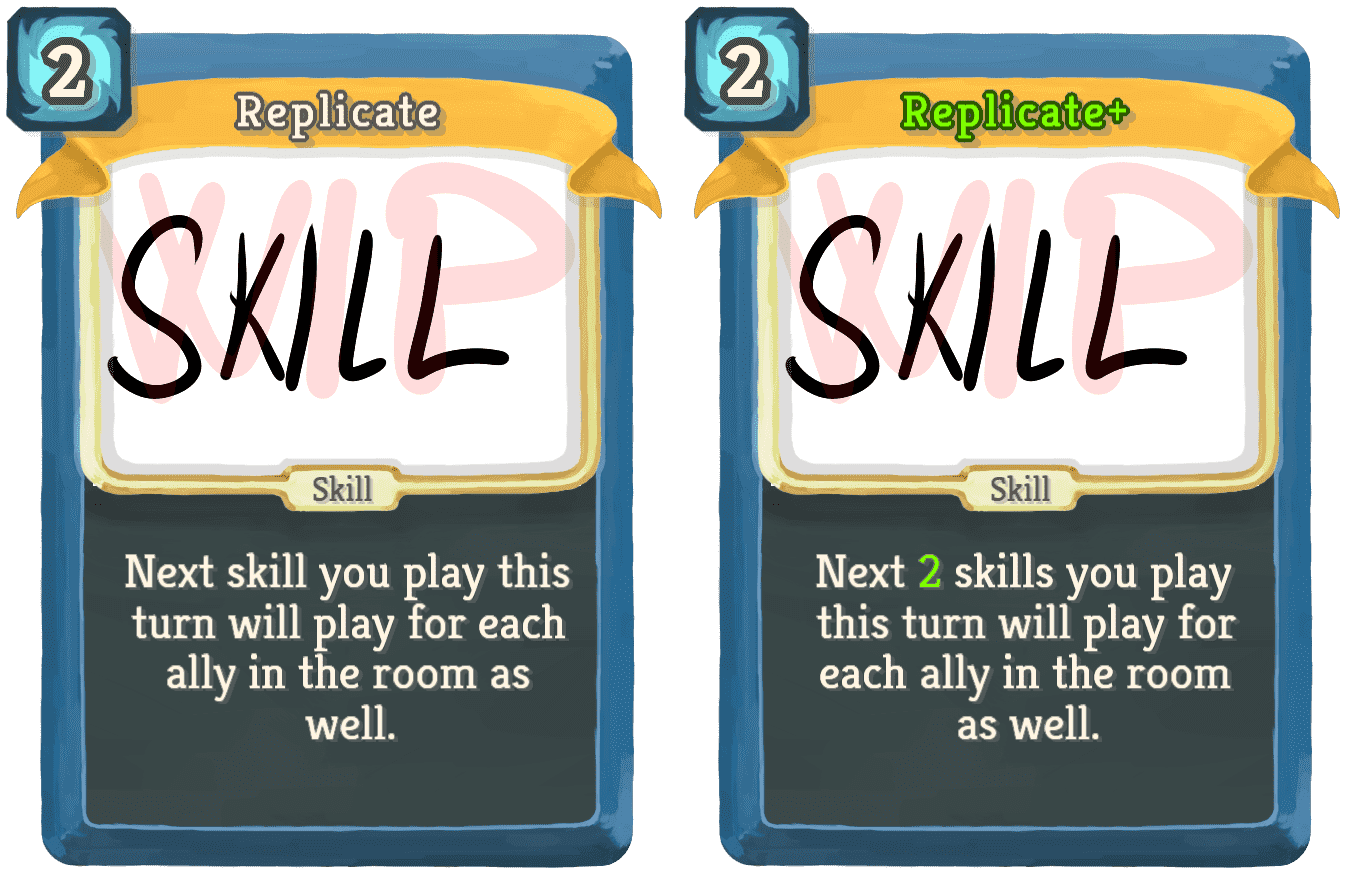 2
Replicate
WIP
SKILL
Skill
Next skill you play this
turn will play for each
ally in the room as
well.
2
Replicate+
WIP
SKILL
Skill
Next 2 skills you play
this turn will play for
each ally in the room
as well.